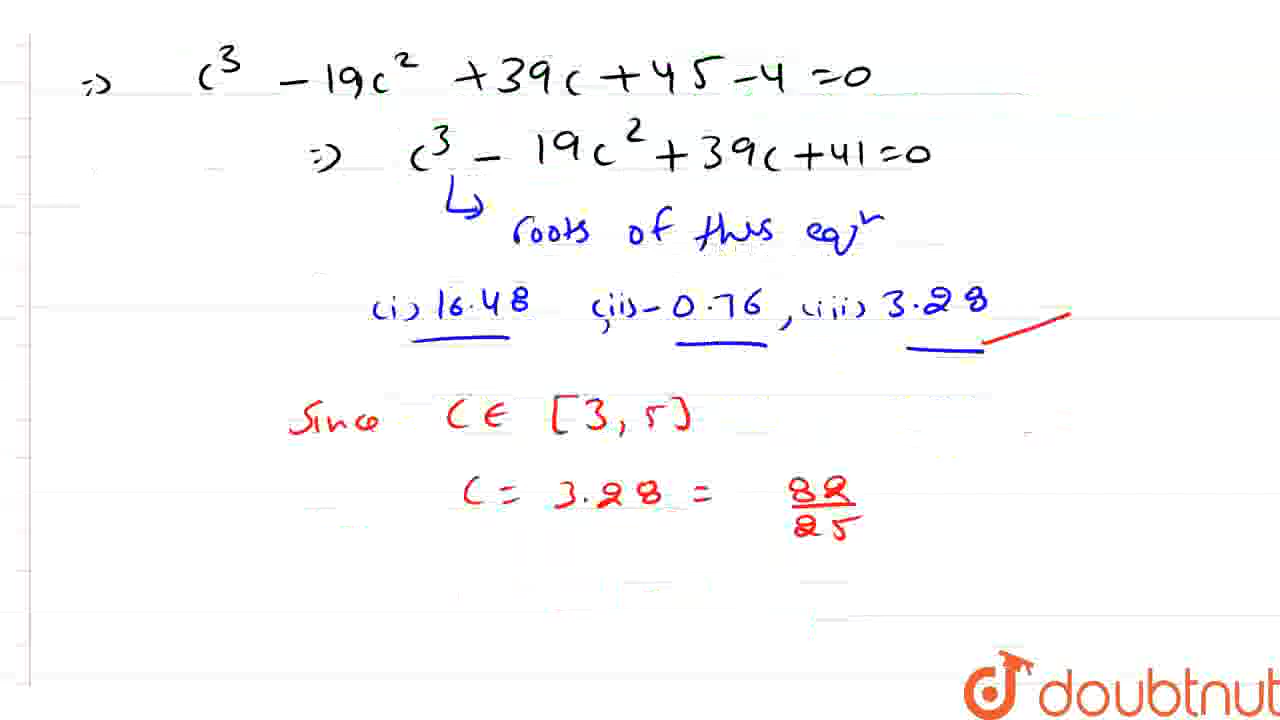 => c³ - 19c² + 39c + 45 - 4 = 0
=> c³ - 19c² + 39c + 41 = 0
roots of this eqⁿ
(i) 16.48 , (ii) - 0.76 , (iii) 3.28
Since C ∈ [3, 5]
C = 3.28 = 82/25
doubtnut